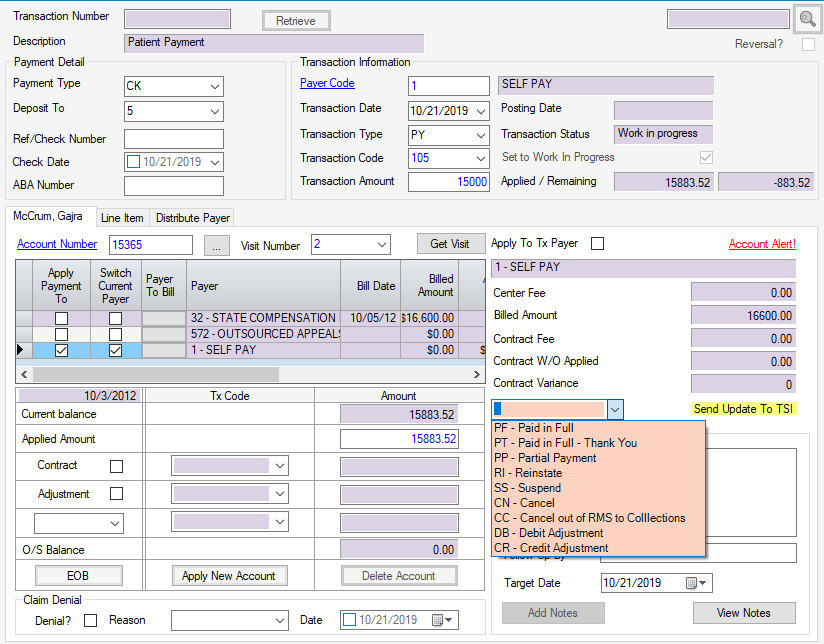 Transaction Number
Retrieve
Description
Patient Payment
Reversal?
Payment Detail
Payment Type
CK
Deposit To
5
Ref/Check Number
Check Date
10/21/2019
ABA Number
Transaction Information
Payer Code
1
SELF PAY
Transaction Date
10/21/2019
Posting Date
Transaction Type
PY
Transaction Status
Work in progress
Transaction Code
105
Set to Work In Progress
Transaction Amount
15000
Applied / Remaining
15883.52
-883.52
McCrum, Gajra
Line Item
Distribute Payer
Account Number
15365
...
Visit Number
2
Get Visit
Apply To Tx Payer
Account Alert!
Apply Payment To
Switch Current Payer
Payer To Bill
Payer
Bill Date
Billed Amount
32 - STATE COMPENSATION
10/05/12
$16,600.00
572 - OUTSOURCED APPEALS
$0.00
1 - SELF PAY
$0.00
$
10/3/2012
Tx Code
Amount
Current balance
15883.52
Applied Amount
15883.52
Contract
Adjustment
O/S Balance
0.00
EOB
Apply New Account
Delete Account
Claim Denial
Denial?
Reason
Date
10/21/2019
1 - SELF PAY
Center Fee
0.00
Billed Amount
16600.00
Contract Fee
0.00
Contract W/O Applied
0.00
Contract Variance
0
Send Update To TSI
PF - Paid in Full
PT - Paid in Full - Thank You
PP - Partial Payment
RI - Reinstate
SS - Suspend
CN - Cancel
CC - Cancel out of RMS to Colllections
DB - Debit Adjustment
CR - Credit Adjustment
Target Date
10/21/2019
Add Notes
View Notes